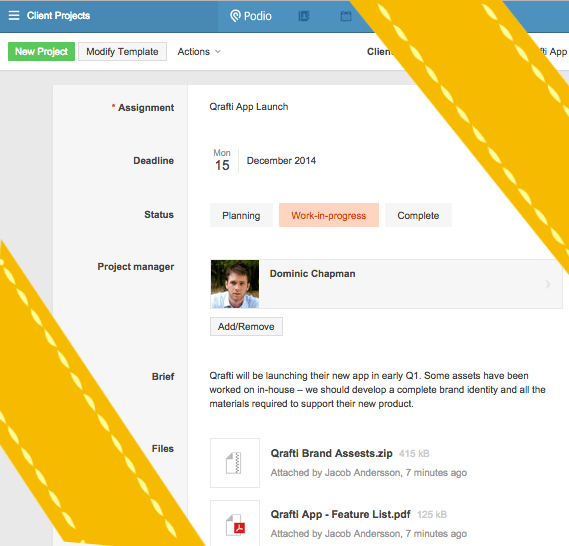 Client Projects
Podio
New Project
Modify Template
Actions
Clien
fti App
* Assignment
Qrafti App Launch
Deadline
Mon
15
December 2014
Status
Planning
Work-in-progress
Complete
Project manager
Dominic Chapman
Add/Remove
Brief
Qrafti will be launching their new app in early Q1. Some assets have been
worked on in-house – we should develop a complete brand identity and all the
materials required to support their new product.
Files
Qrafti Brand Assests.zip 415 kB
Attached by Jacob Andersson, 7 minutes ago
Qrafti App - Feature List.pdf 125 kB
Attached by Jacob Andersson, 7 minutes ago